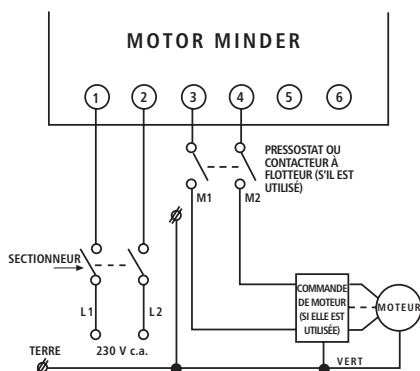 MOTOR MINDER
1 2 3 4 5 6
PRESSOSTAT OU
CONTACTEUR À
FLOTTEUR (S'IL EST
UTILISÉ)
M1 M2
SECTIONNEUR
L1 L2
COMMANDE
DE MOTEUR
(SI ELLE EST
UTILISÉE)
MOTEUR
TERRE 230 V c.a. VERT